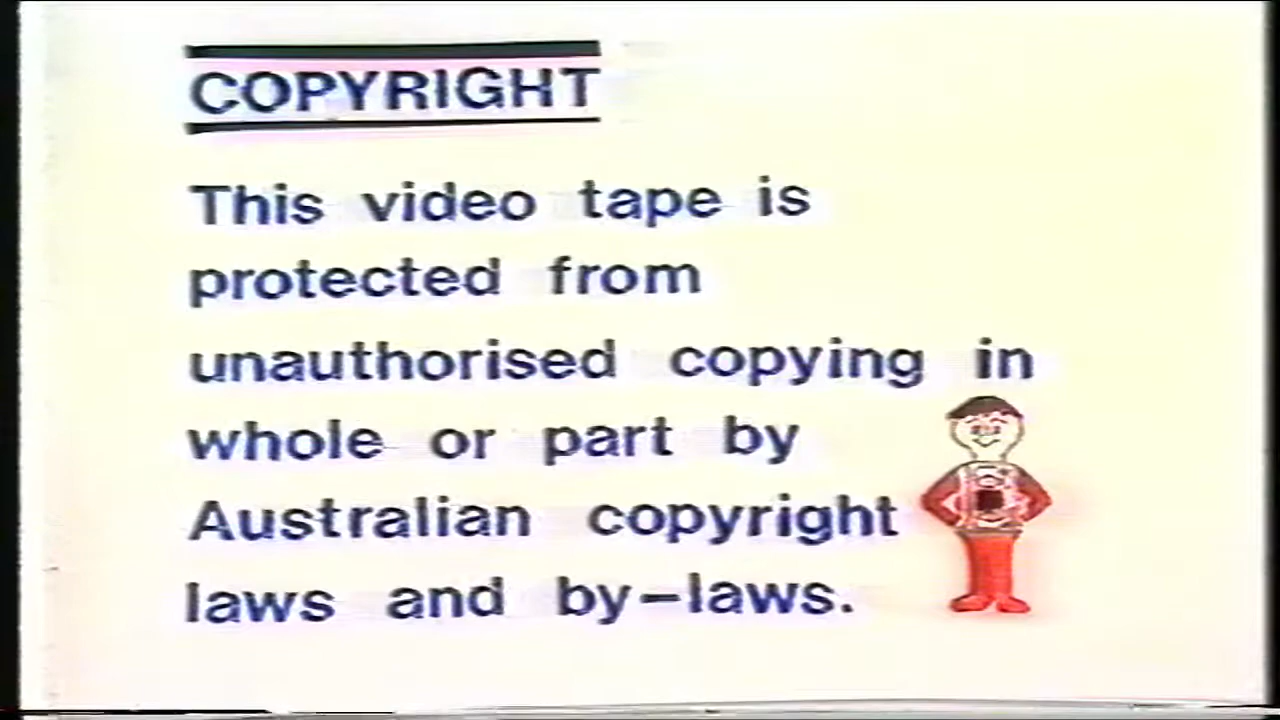 COPYRIGHT
This video tape is
protected from
unauthorised copying in
whole or part by
Australian copyright
laws and by-laws.